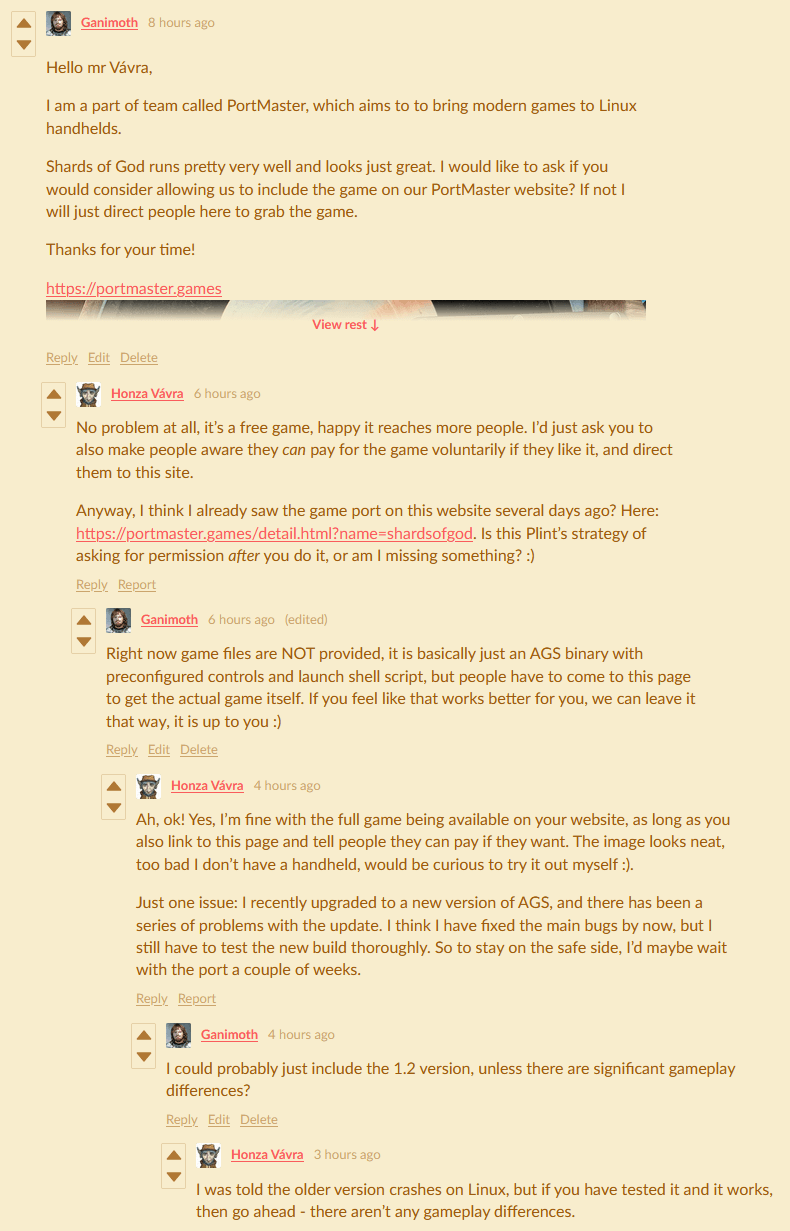 Ganimoth 8 hours ago
Hello mr Vávra,
I am a part of team called PortMaster, which aims to to bring modern games to Linux
handhelds.
Shards of God runs pretty very well and looks just great. I would like to ask if you
would consider allowing us to include the game on our PortMaster website? If not I
will just direct people here to grab the game.
Thanks for your time!
https://portmaster.games
View rest ↓
Reply Edit Delete
Honza Vávra 6 hours ago
No problem at all, it’s a free game, happy it reaches more people. I’d just ask you to
also make people aware they can pay for the game voluntarily if they like it, and direct
them to this site.
Anyway, I think I already saw the game port on this website several days ago? Here:
https://portmaster.games/detail.html?name=shardsofgod. Is this Plint’s strategy of
asking for permission after you do it, or am I missing something? :)
Reply Report
Ganimoth 6 hours ago (edited)
Right now game files are NOT provided, it is basically just an AGS binary with
preconfigured controls and launch shell script, but people have to come to this page
to get the actual game itself. If you feel like that works better for you, we can leave it
that way, it is up to you :)
Reply Edit Delete
Honza Vávra 4 hours ago
Ah, ok! Yes, I’m fine with the full game being available on your website, as long as you
also link to this page and tell people they can pay if they want. The image looks neat,
too bad I don’t have a handheld, would be curious to try it out myself :).
Just one issue: I recently upgraded to a new version of AGS, and there has been a
series of problems with the update. I think I have fixed the main bugs by now, but I
still have to test the new build thoroughly. So to stay on the safe side, I’d maybe wait
with the port a couple of weeks.
Reply Report
Ganimoth 4 hours ago
I could probably just include the 1.2 version, unless there are significant gameplay
differences?
Reply Edit Delete
Honza Vávra 3 hours ago
I was told the older version crashes on Linux, but if you have tested it and it works,
then go ahead - there aren’t any gameplay differences.